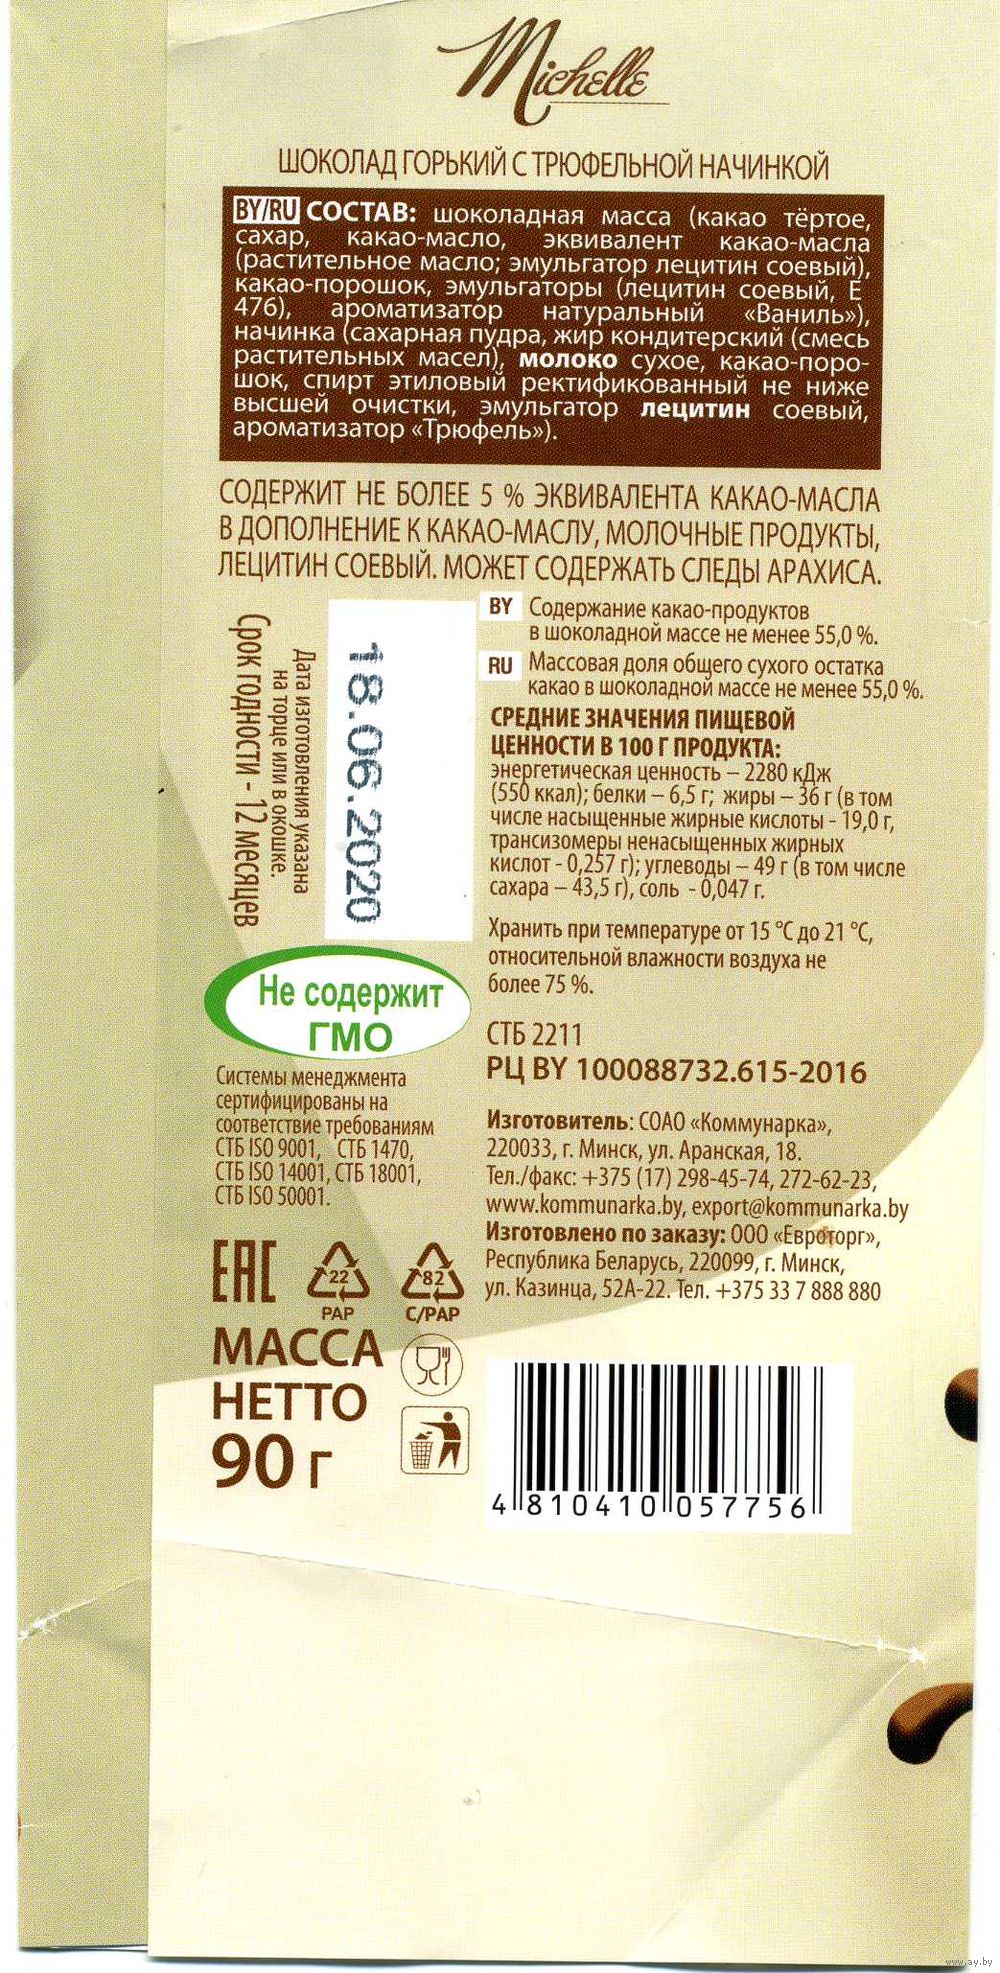 Michelle
ШОКОЛАД ГОРЬКИЙ С ТРЮФЕЛЬНОЙ НАЧИНКОЙ
BY/RU СОСТАВ: шоколадная масса (какао тёртое,
сахар, какао-масло, эквивалент какао-масла
(растительное масло; эмульгатор лецитин соевый),
какао-порошок, эмульгаторы (лецитин соевый, Е
476), ароматизатор натуральный «Ваниль»),
начинка (сахарная пудра, жир кондитерский (смесь
растительных масел), молоко сухое, какао-поро-
шок, спирт этиловый ректификованный не ниже
высшей очистки, эмульгатор лецитин соевый,
ароматизатор «Трюфель»).
СОДЕРЖИТ НЕ БОЛЕЕ 5 % ЭКВИВАЛЕНТА КАКАО-МАСЛА
В ДОПОЛНЕНИЕ К КАКАО-МАСЛУ, МОЛОЧНЫЕ ПРОДУКТЫ,
ЛЕЦИТИН СОЕВЫЙ. МОЖЕТ СОДЕРЖАТЬ СЛЕДЫ АРАХИСА.
Дата изготовления указана
на торце или в окошке.
Срок годности - 12 месяцев
18.06.2020
BY Содержание какао-продуктов
в шоколадной массе не менее 55,0 %.
RU Массовая доля общего сухого остатка
какао в шоколадной массе не менее 55,0 %.
СРЕДНИЕ ЗНАЧЕНИЯ ПИЩЕВОЙ
ЦЕННОСТИ В 100 Г ПРОДУКТА:
энергетическая ценность – 2280 кДж
(550 ккал); белки – 6,5 г; жиры – 36 г (в том
числе насыщенные жирные кислоты - 19,0 г,
трансизомеры ненасыщенных жирных
кислот - 0,257 г); углеводы – 49 г (в том числе
сахара – 43,5 г), соль - 0,047 г.
Хранить при температуре от 15 °С до 21 °С,
относительной влажности воздуха не
более 75 %.
СТБ 2211
РЦ BY 100088732.615-2016
Не содержит
ГМО
Системы менеджмента
сертифицированы на
соответствие требованиям
СТБ ISO 9001, СТБ 1470,
СТБ ISO 14001, СТБ 18001,
СТБ ISO 50001.
Изготовитель: СОАО «Коммунарка»,
220033, г. Минск, ул. Аранская, 18.
Тел./факс: +375 (17) 298-45-74, 272-62-23,
www.kommunarka.by, export@kommunarka.by
Изготовлено по заказу: ООО «Евроторг»,
Республика Беларусь, 220099, г. Минск,
ул. Казинца, 52А-22. Тел. +375 33 7 888 880
EAC
22
PAP
82
C/PAP
МАССА
НЕТТО
90 г
4 810410 057756
www.ay.by